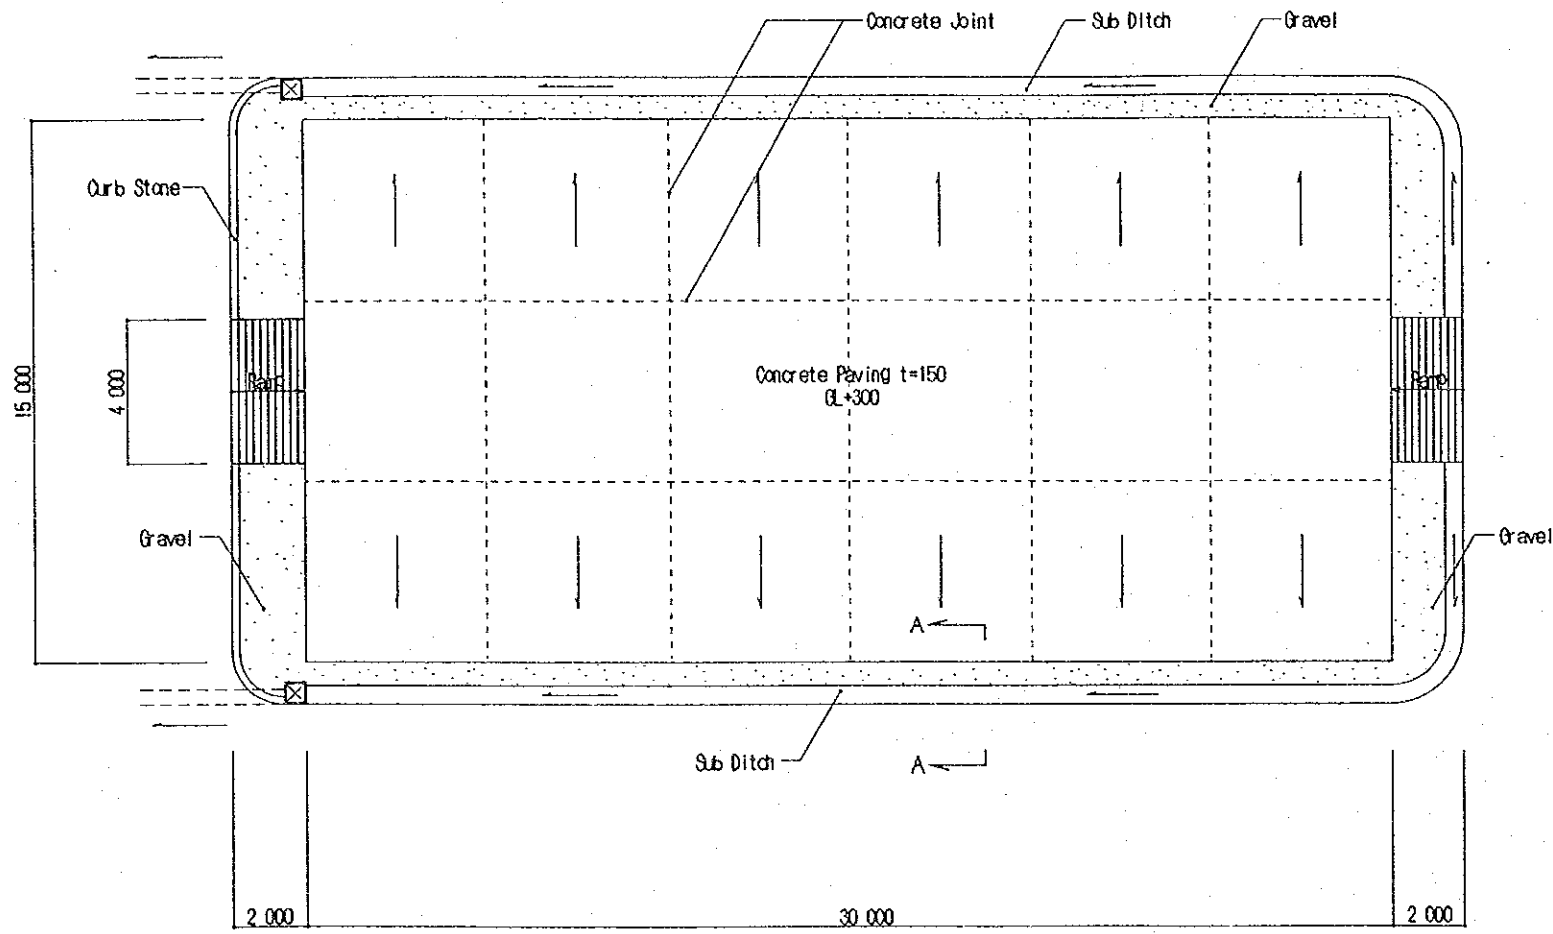 Concrete Joint
Sub Ditch
Gravel
Curb Stone
15 000
4 000
Ramp
Concrete Paving t=150
GL+300
Ramp
Gravel
Gravel
A
Sub Ditch
A
2 000
30 000
2 000